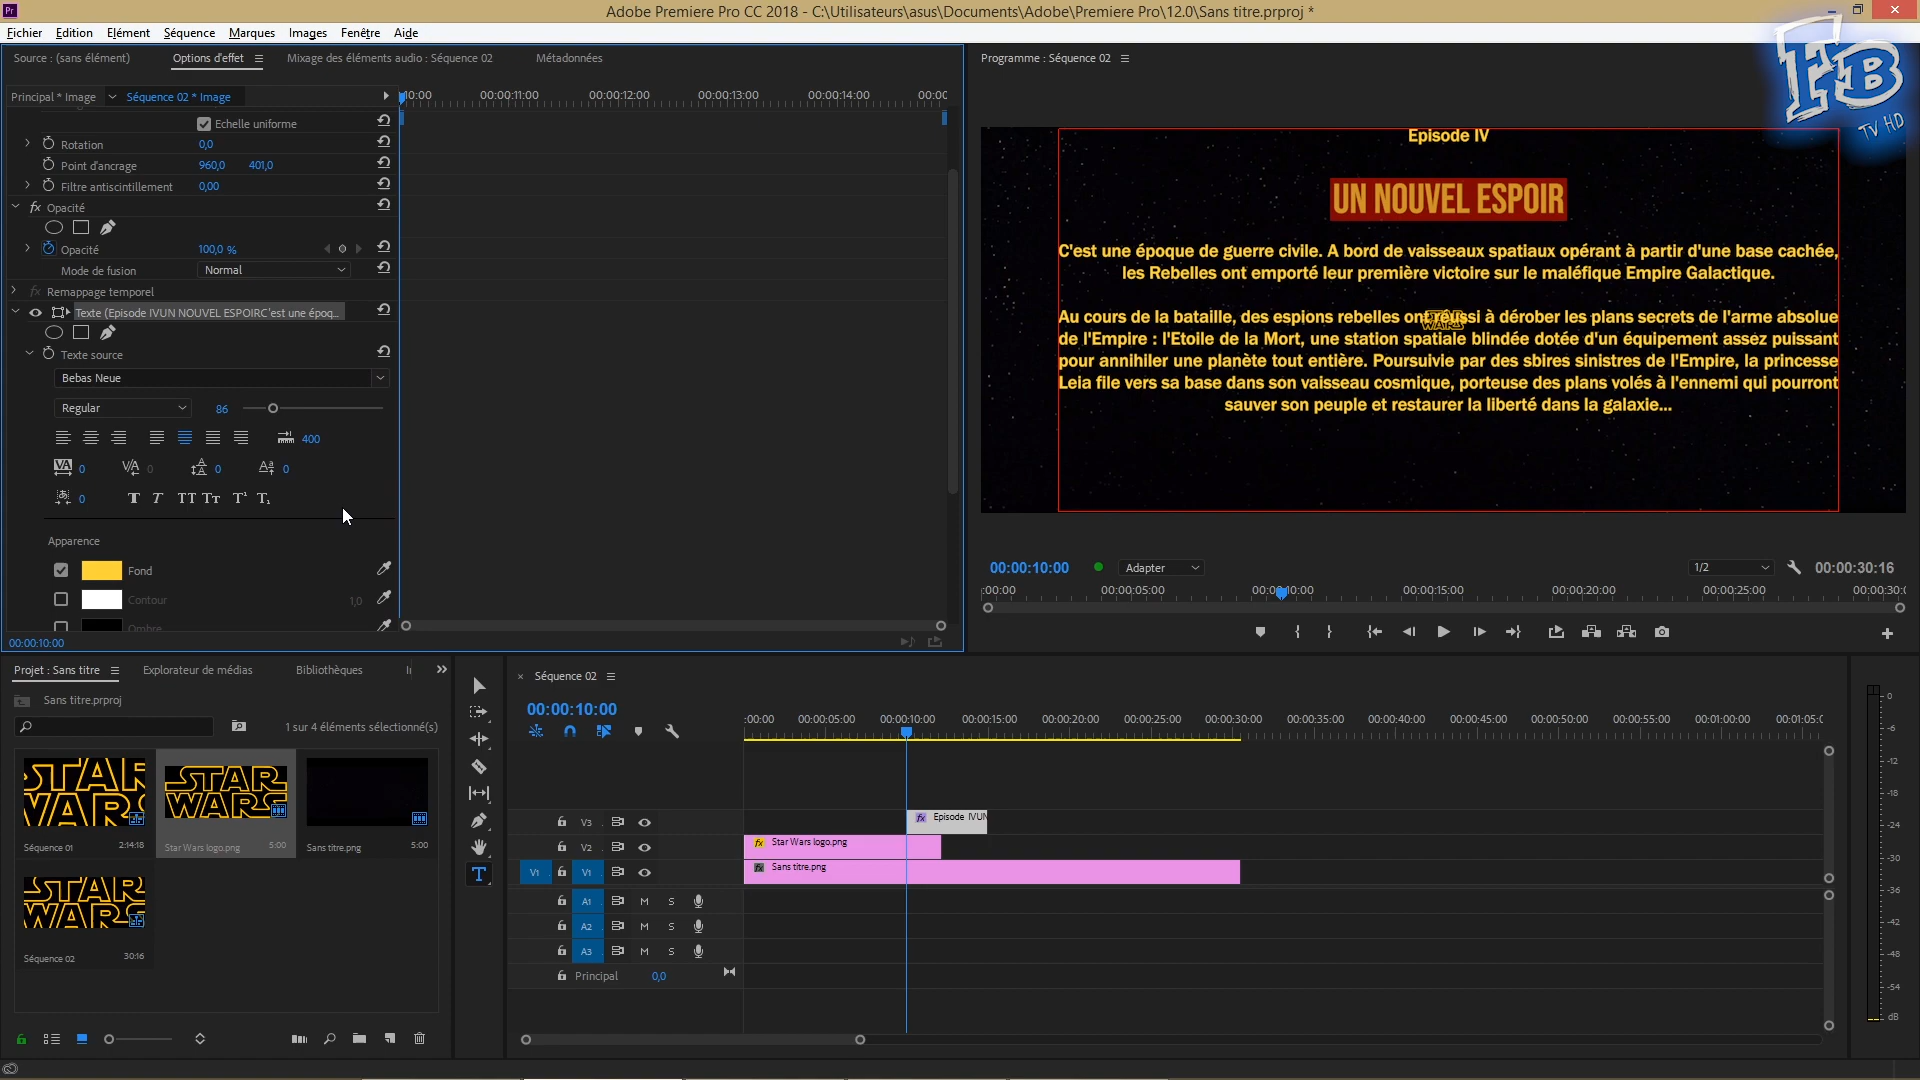 Adobe Premiere Pro CC 2018 - C:\Utilisateurs\asus\Documents\Adobe\Premiere Pro\12.0\Sans titre.prproj *
Fichier Edition Elément Séquence Marques Images Fenêtre Aide
Source : (sans élément) Options d'effet Mixage des éléments audio : Séquence 02 Métadonnées
Principal * Image Séquence 02 * Image
10:00 00:00:11:00 00:00:12:00 00:00:13:00 00:00:14:00 00:00
Echelle uniforme
Rotation 0,0
Point d'ancrage 960,0 401,0
Filtre antiscintillement 0,00
fx Opacité
Opacité 100,0 %
Mode de fusion Normal
fx Remappage temporel
Texte (Episode IVUN NOUVEL ESPOIRC'est une époq...
Texte source
Bebas Neue
Regular 86
400
0 0 0 0
0
Apparence
Fond
Contour 1,0
Ombre
00:00:10:00
Programme : Séquence 02
FB
TV HD
Episode IV
UN NOUVEL ESPOIR
C'est une époque de guerre civile. A bord de vaisseaux spatiaux opérant à partir d'une base cachée,
les Rebelles ont emporté leur première victoire sur le maléfique Empire Galactique.
Au cours de la bataille, des espions rebelles ont réussi à dérober les plans secrets de l'arme absolue
de l'Empire : l'Etoile de la Mort, une station spatiale blindée dotée d'un équipement assez puissant
pour annihiler une planète tout entière. Poursuivie par des sbires sinistres de l'Empire, la princesse
Leia file vers sa base dans son vaisseau cosmique, porteuse des plans volés à l'ennemi qui pourront
sauver son peuple et restaurer la liberté dans la galaxie...
STAR WARS
00:00:10:00 Adapter 1/2 00:00:30:16
:00:00 00:00:05:00 00:00:10:00 00:00:15:00 00:00:20:00 00:00:25:00 00:00:30:0
Projet : Sans titre Explorateur de médias Bibliothèques
Sans titre.prproj
1 sur 4 éléments sélectionné(s)
STAR WARS
STAR WARS
Séquence 01 2:14:18
Star Wars logo.png 5:00
Sans titre.png 5:00
STAR WARS
Séquence 02 30:16
Séquence 02
00:00:10:00
:00:00 00:00:05:00 00:00:10:00 00:00:15:00 00:00:20:00 00:00:25:00 00:00:30:00 00:00:35:00 00:00:40:00 00:00:45:00 00:00:50:00 00:00:55:00 00:01:00:00 00:01:05:0
V3 fx Episode IVUN
V2 fx Star Wars logo.png
V1 V1 fx Sans titre.png
A1 M S
A2 M S
A3 M S
Principal 0,0
0
-6
-12
-18
-24
-30
-36
-42
-48
-54
dB